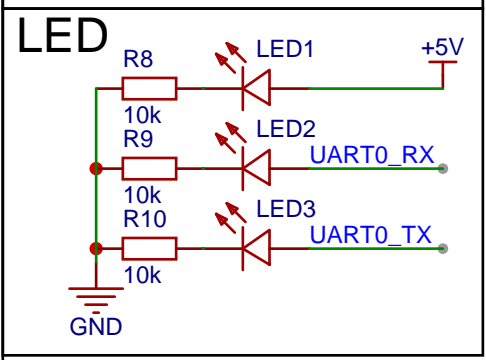 LED
R8
LED1
+5V
10k
R9
LED2
UART0_RX
10k
R10
LED3
UART0_TX
10k
GND